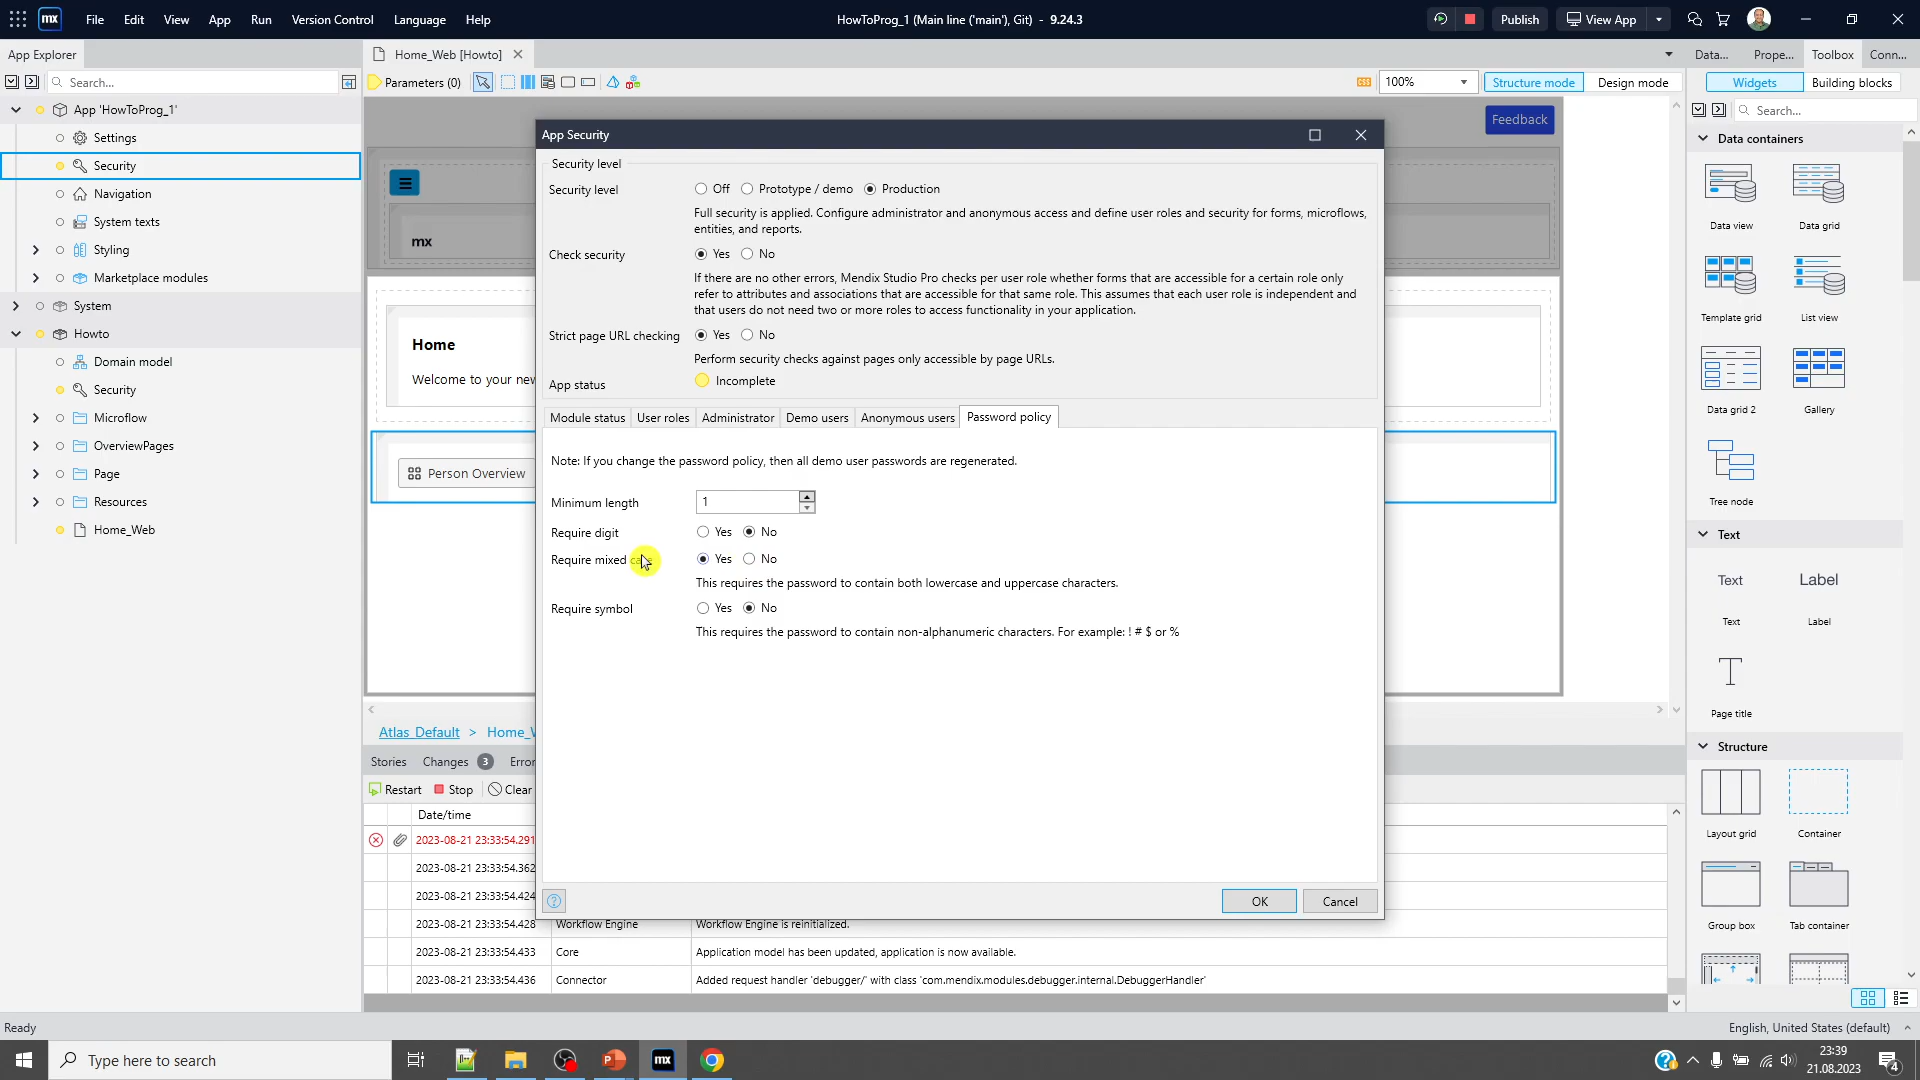 mx File Edit View App Run Version Control Language Help
HowToProg_1 (Main line ('main'), Git) - 9.24.3
Publish View App
App Explorer
Home_Web [Howto]
Data... Prope... Toolbox Conn...
Search...
Parameters (0)
100%
Structure mode Design mode
Widgets Building blocks
Search...
App 'HowToProg_1'
Settings
Security
Navigation
System texts
Styling
Marketplace modules
System
Howto
Domain model
Security
Microflow
OverviewPages
Page
Resources
Home_Web
Feedback
mx
Home
Welcome to your new
Person Overview
Atlas_Default > Home_W
App Security
Security level
Security level Off Prototype / demo Production
Full security is applied. Configure administrator and anonymous access and define user roles and security for forms, microflows,
entities, and reports.
Check security Yes No
If there are no other errors, Mendix Studio Pro checks per user role whether forms that are accessible for a certain role only
refer to attributes and associations that are accessible for that same role. This assumes that each user role is independent and
that users do not need two or more roles to access functionality in your application.
Strict page URL checking Yes No
Perform security checks against pages only accessible by page URLs.
App status Incomplete
Module status User roles Administrator Demo users Anonymous users Password policy
Note: If you change the password policy, then all demo user passwords are regenerated.
Minimum length 1
Require digit Yes No
Require mixed case Yes No
This requires the password to contain both lowercase and uppercase characters.
Require symbol Yes No
This requires the password to contain non-alphanumeric characters. For example: ! # $ or %
OK Cancel
Stories Changes 3 Error
Restart Stop Clear
Date/time
2023-08-21 23:33:54.291
2023-08-21 23:33:54.362
2023-08-21 23:33:54.424
2023-08-21 23:33:54.428 Workflow Engine Workflow Engine is reinitialized.
2023-08-21 23:33:54.433 Core Application model has been updated, application is now available.
2023-08-21 23:33:54.436 Connector Added request handler 'debugger/' with class 'com.mendix.modules.debugger.internal.DebuggerHandler'
Data containers
Data view Data grid
Template grid List view
Data grid 2 Gallery
Tree node
Text
Text Label
Text Label
Page title
Structure
Layout grid Container
Group box Tab container
Ready
English, United States (default)
Type here to search
mx
23:39
21.08.2023
4